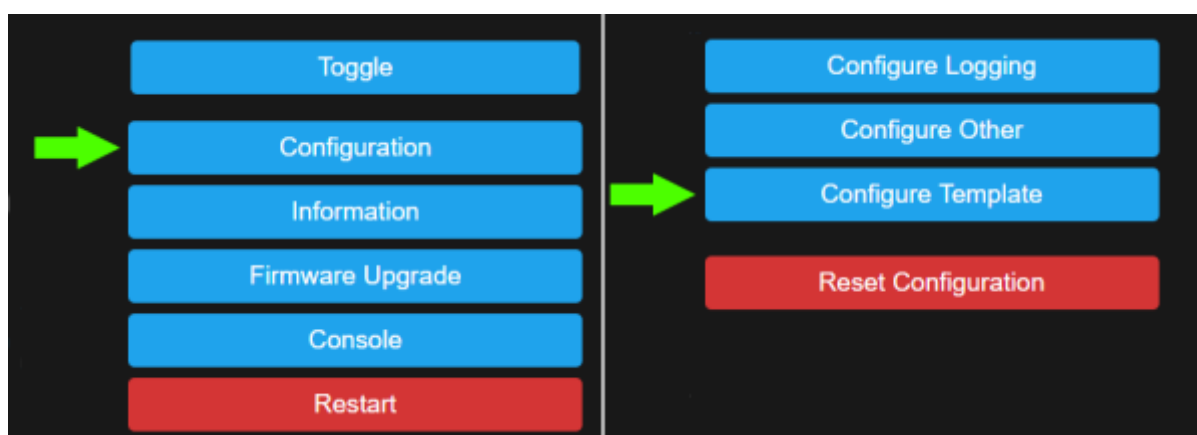 Toggle
Configuration
Information
Firmware Upgrade
Console
Restart
Configure Logging
Configure Other
Configure Template
Reset Configuration